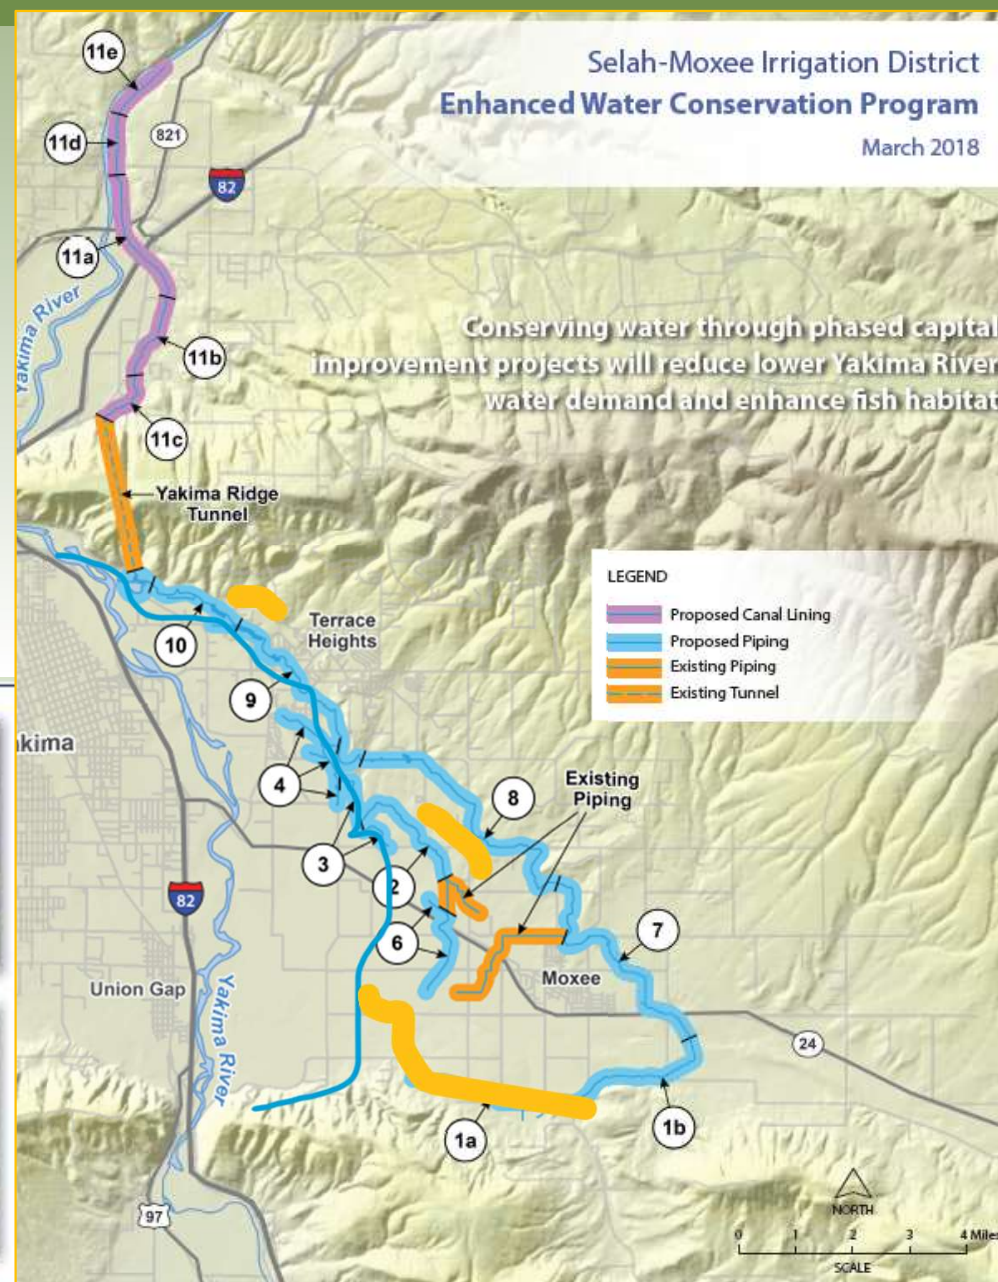 Selah-Moxee Irrigation District
Enhanced Water Conservation Program
March 2018
11e
821
11d
82
11a
Yakima River
Conserving water through phased capital
improvement projects will reduce lower Yakima River
water demand and enhance fish habitat
11b
11c
Yakima Ridge
Tunnel
LEGEND
Proposed Canal Lining
Proposed Piping
Existing Piping
Existing Tunnel
Terrace
Heights
10
9
kima
4
8
Existing
Piping
3
2
82
6
7
Moxee
Union Gap
Yakima River
24
1a
1b
97
NORTH
0 1 2 3 4 Miles
SCALE